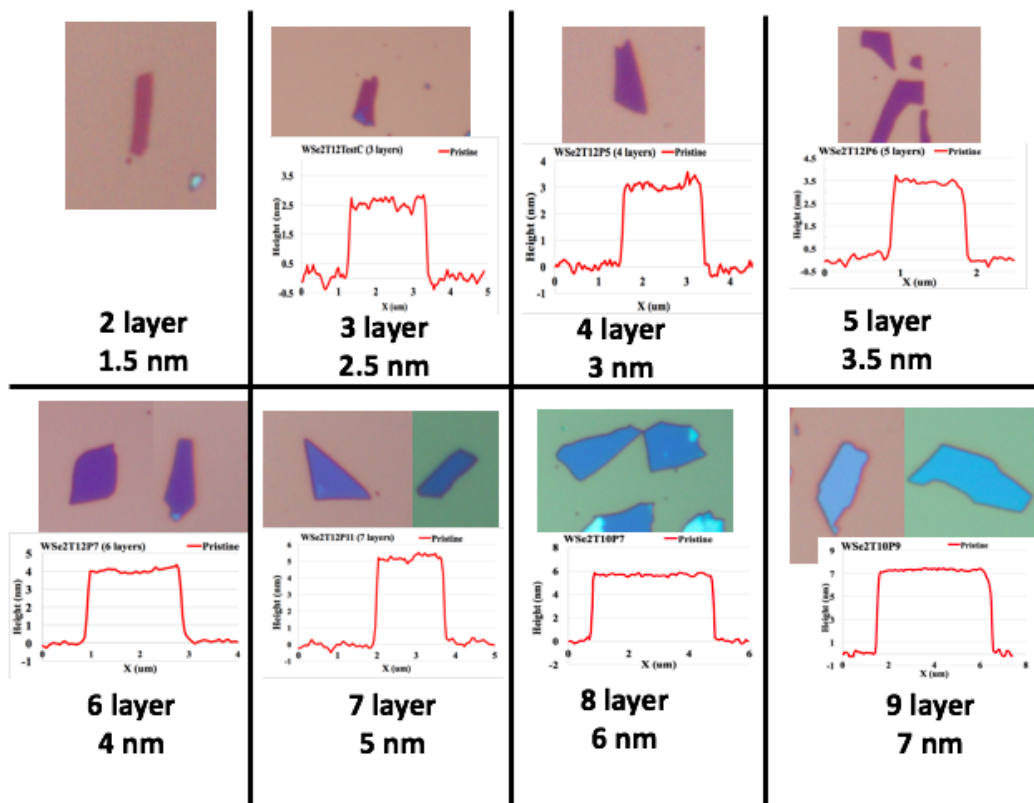 2 layer
1.5 nm
WSe2T12TestC (3 layers) Pristine
Height (nm)
3.5
2.5
1.5
0.5
-0.5
0 1 2 3 4 5
X (um)
3 layer
2.5 nm
WSe2T12P5 (4 layers) Pristine
Height (nm)
4
3
2
1
0
-1
0 1 2 3 4
X (um)
4 layer
3 nm
WSe2T12P6 (5 layers) Pristine
Height (nm)
4.5
3.5
2.5
1.5
0.5
-0.5
0 1 2
X (um)
5 layer
3.5 nm
WSe2T12P7 (6 layers) Pristine
Height (nm)
5
4
3
2
1
0
-1
0 1 2 3 4
X (um)
6 layer
4 nm
WSe2T12P11 (7 layers) Pristine
Height (nm)
6
5
4
3
2
1
0
-1
0 1 2 3 4 5
X (um)
7 layer
5 nm
WSe2T10P7 Pristine
Height (nm)
8
6
4
2
0
-2
0 2 4 6
X (um)
8 layer
6 nm
WSe2T10P9 Pristine
Height (nm)
9
7
5
3
1
-1
0 2 4 6 8
X (um)
9 layer
7 nm